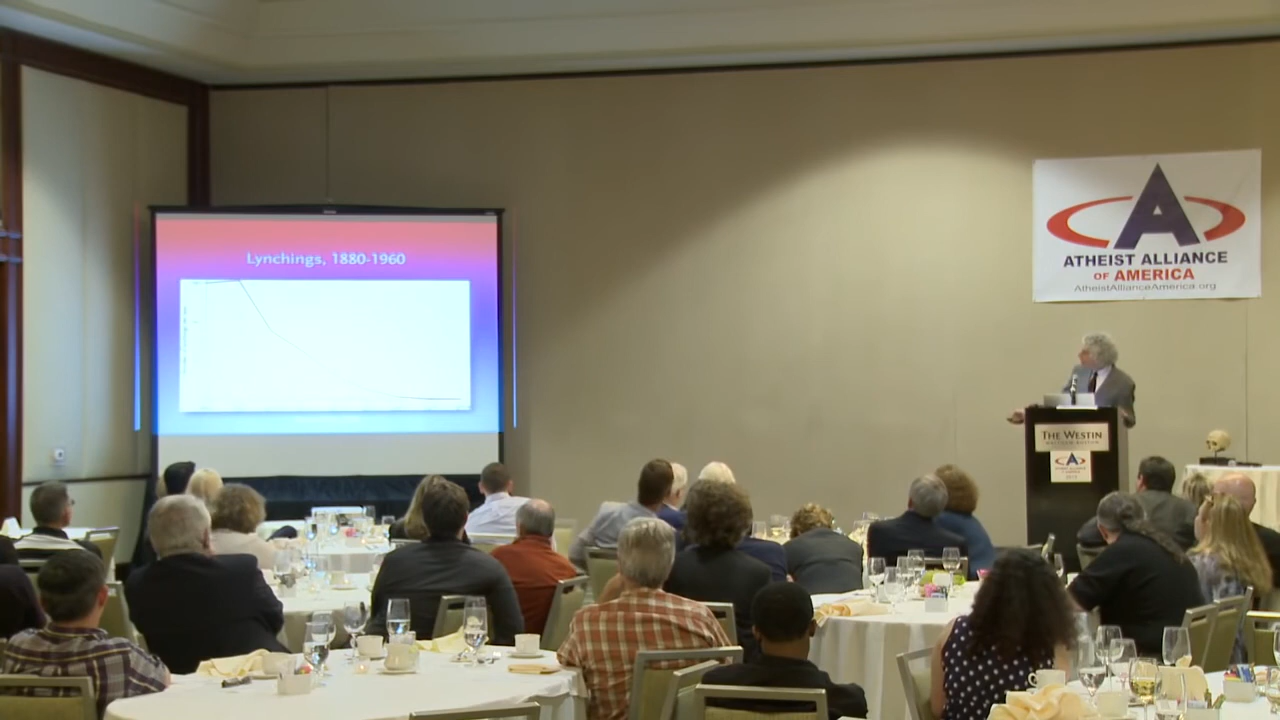 Lynchings, 1880-1960
A
ATHEIST ALLIANCE
OF AMERICA
AtheistAllianceAmerica.org
THE WESTIN
A